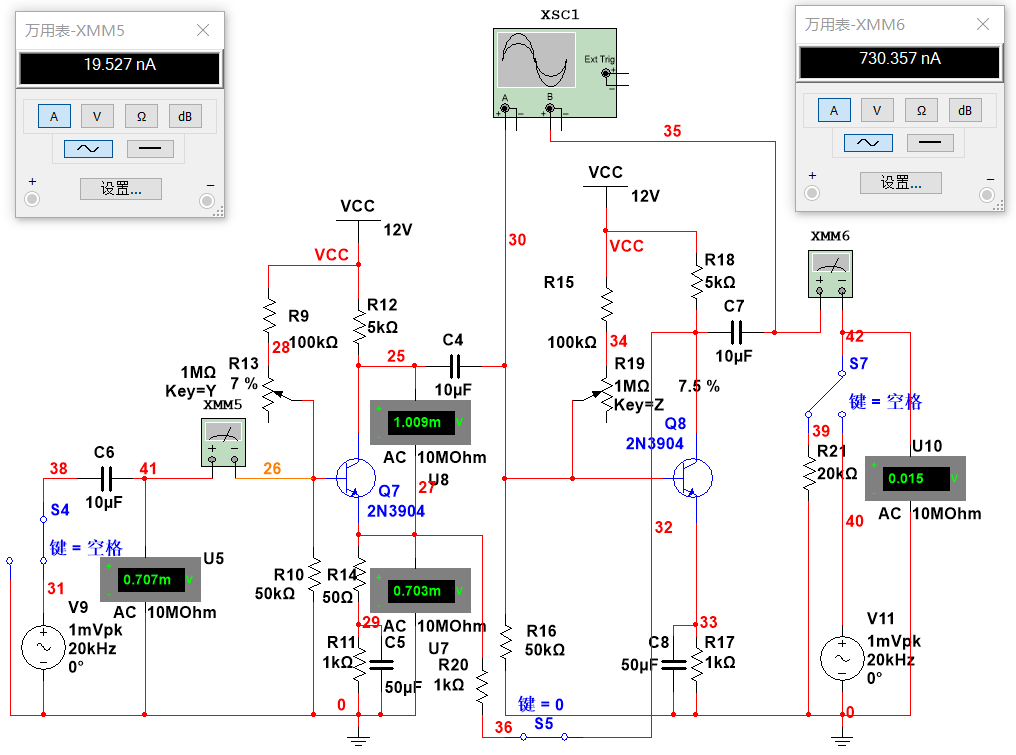 万用表-XMM5
19.527 nA
A
V
Ω
dB
+
设置...
−
XSC1
Ext Trig
+
−
A
B
+
−
+
−
万用表-XMM6
730.357 nA
A
V
Ω
dB
+
设置...
−
35
VCC
12V
30
VCC
XMM6
+
−
VCC
12V
VCC
R18
5kΩ
C7
10µF
R15
100kΩ
34
R19
1MΩ
Key=Z
7.5 %
42
S7
键 = 空格
R9
100kΩ
R12
5kΩ
28
25
C4
10µF
R13
1MΩ
7 %
Key=Y
XMM5
+
−
+
1.009m
V
−
AC
10MOhm
U8
Q8
2N3904
39
R21
20kΩ
U10
+
0.015
V
−
AC
10MOhm
38
C6
10µF
41
26
Q7
2N3904
27
S4
键 = 空格
U5
+
0.707m
V
−
AC
10MOhm
31
V9
1mVpk
20kHz
0°
+
R10
50kΩ
R14
50Ω
+
0.703m
V
−
AC
10MOhm
U7
29
C5
50µF
R11
1kΩ
R20
1kΩ
0
32
40
R16
50kΩ
33
C8
50µF
R17
1kΩ
V11
1mVpk
20kHz
0°
+
键 = 0
S5
36
0